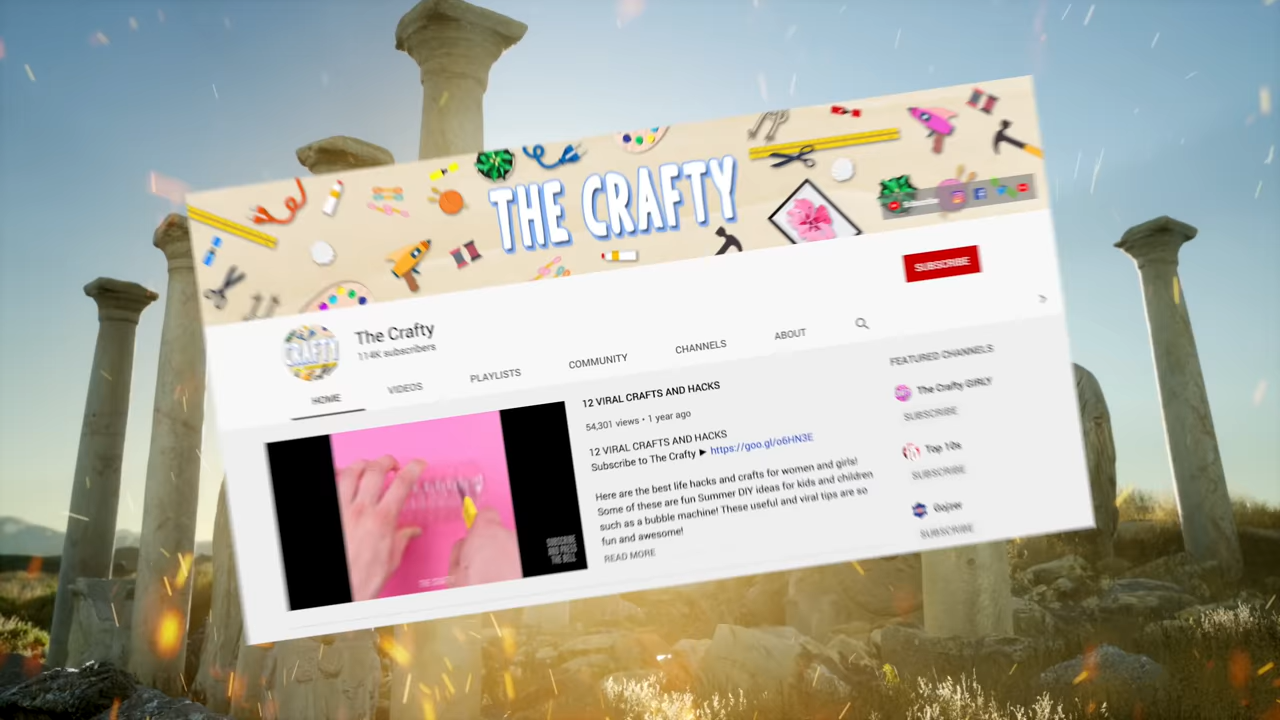 THE CRAFTY
SUBSCRIBE
The Crafty
114K subscribers
HOME
VIDEOS
PLAYLISTS
COMMUNITY
CHANNELS
ABOUT
12 VIRAL CRAFTS AND HACKS
54,301 views • 1 year ago
12 VIRAL CRAFTS AND HACKS
Subscribe to The Crafty ▶ https://goo.gl/o6HN3E
Here are the best life hacks and crafts for women and girls!
Some of these are fun Summer DIY ideas for kids and children
such as a bubble machine! These useful and viral tips are so
fun and awesome!
READ MORE
SUBSCRIBE
AND PRESS
THE BELL
THE CRAFTY
FEATURED CHANNELS
The Crafty GIRLY
SUBSCRIBE
Top 10s
SUBSCRIBE
SUBSCRIBE
CRAFTY